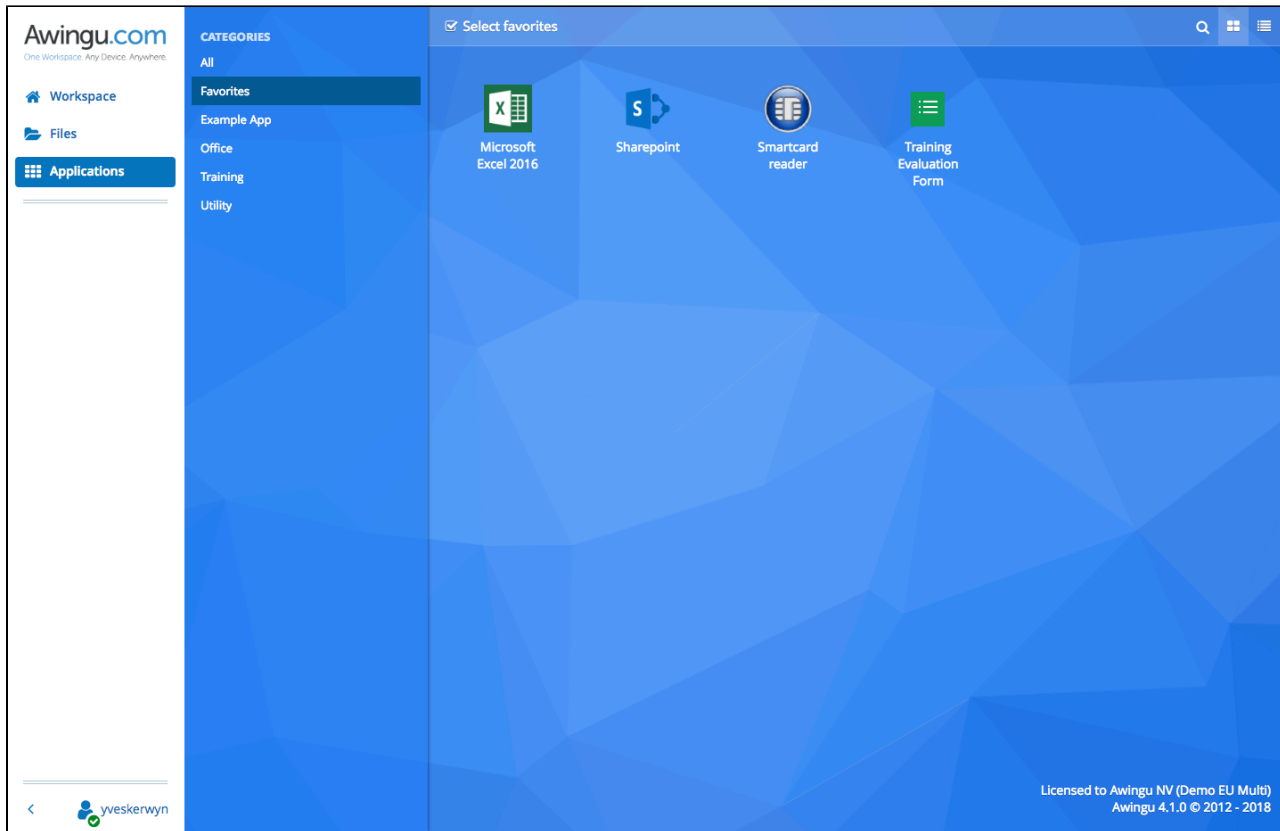 Awingu.com
One Workspace. Any Device. Anywhere.
Workspace
Files
Applications
yveskerwyn
CATEGORIES
All
Favorites
Example App
Office
Training
Utility
Select favorites
Microsoft
Excel 2016
Sharepoint
Smartcard
reader
Training
Evaluation
Form
Licensed to Awingu NV (Demo EU Multi)
Awingu 4.1.0 © 2012 - 2018